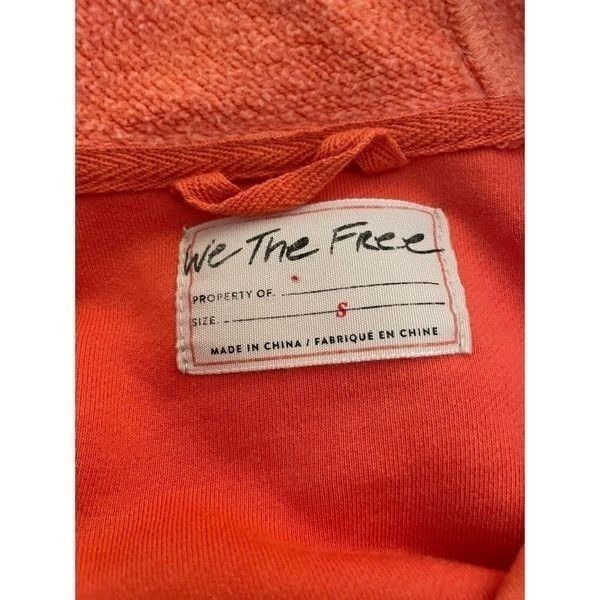 We The Free
PROPERTY OF.
SIZE. S
MADE IN CHINA / FABRIQUÉ EN CHINE